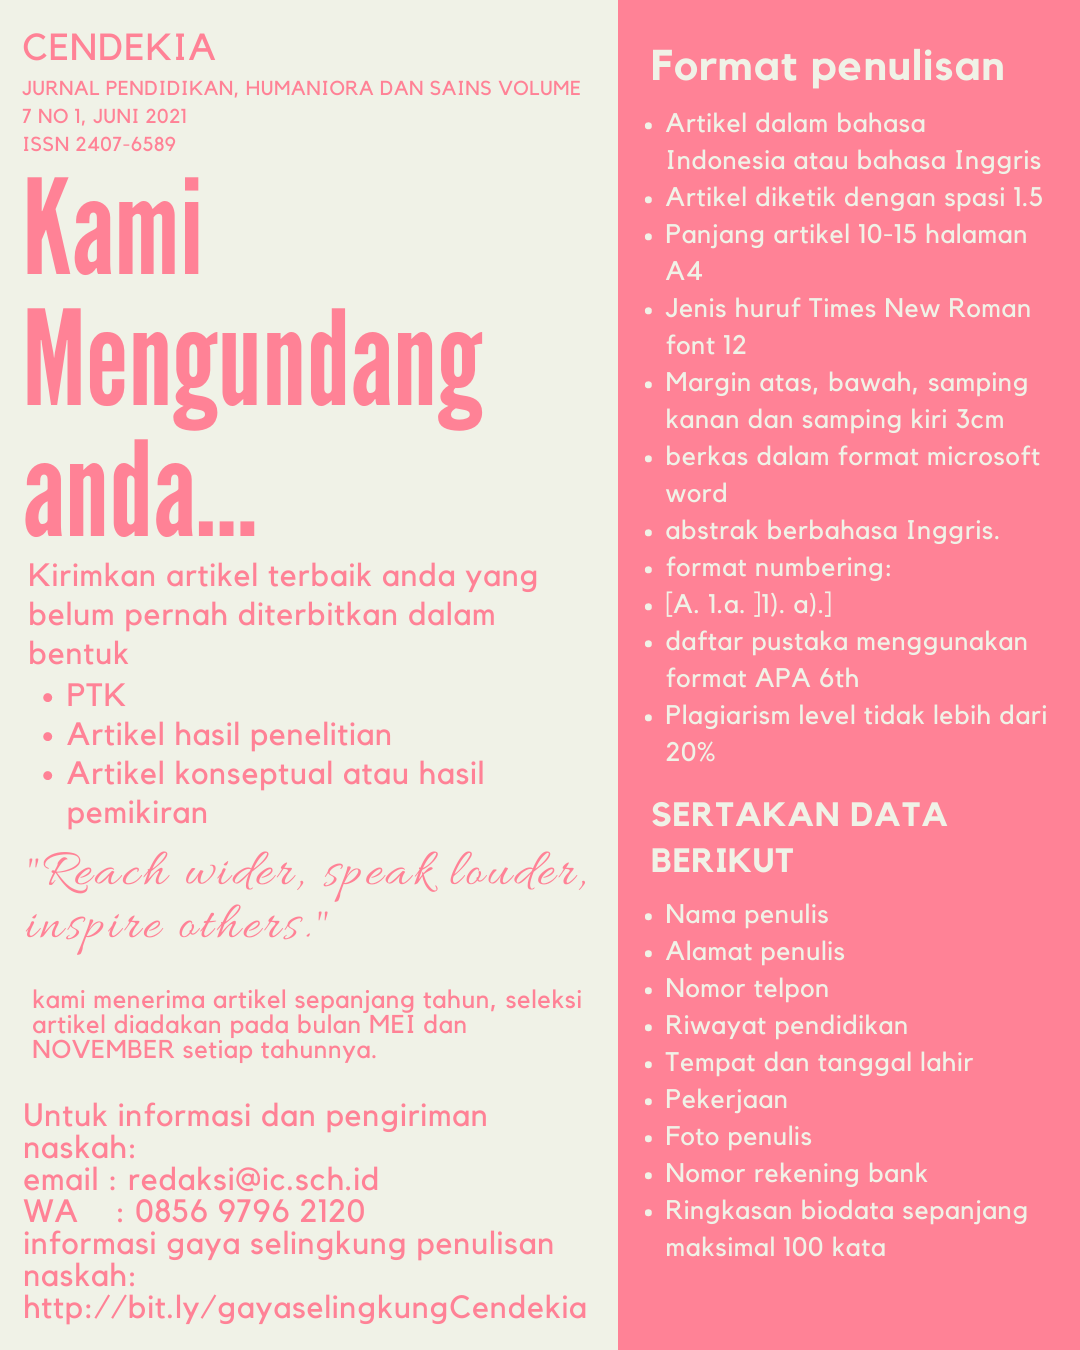 CENDEKIA
JURNAL PENDIDIKAN, HUMANIORA DAN SAINS VOLUME
7 NO 1, JUNI 2021
ISSN 2407-6589
Kami
Mengundang
anda...
Kirimkan artikel terbaik anda yang
belum pernah diterbitkan dalam
bentuk
• PTK
• Artikel hasil penelitian
• Artikel konseptual atau hasil
pemikiran
"Reach wider, speak louder,
inspire others."
kami menerima artikel sepanjang tahun, seleksi
artikel diadakan pada bulan MEI dan
NOVEMBER setiap tahunnya.
Untuk informasi dan pengiriman
naskah:
email : redaksi@ic.sch.id
WA : 0856 9796 2120
informasi gaya selingkung penulisan
naskah:
http://bit.ly/gayaselingkungCendekia
Format penulisan
• Artikel dalam bahasa
Indonesia atau bahasa Inggris
• Artikel diketik dengan spasi 1.5
• Panjang artikel 10-15 halaman
A4
• Jenis huruf Times New Roman
font 12
• Margin atas, bawah, samping
kanan dan samping kiri 3cm
• berkas dalam format microsoft
word
• abstrak berbahasa Inggris.
• format numbering:
• [A. 1.a. ]1). a).]
• daftar pustaka menggunakan
format APA 6th
• Plagiarism level tidak lebih dari
20%
SERTAKAN DATA
BERIKUT
• Nama penulis
• Alamat penulis
• Nomor telpon
• Riwayat pendidikan
• Tempat dan tanggal lahir
• Pekerjaan
• Foto penulis
• Nomor rekening bank
• Ringkasan biodata sepanjang
maksimal 100 kata